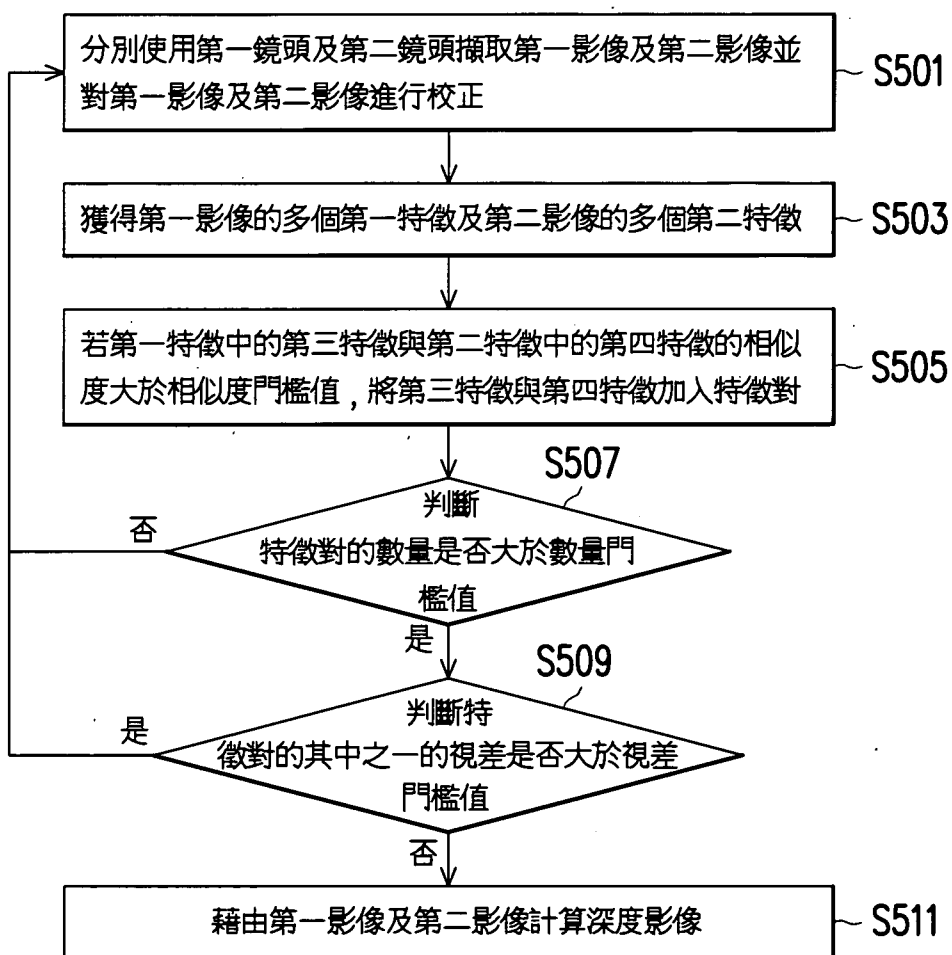 分別使用第一鏡頭及第二鏡頭擷取第一影像及第二影像並
對第一影像及第二影像進行校正
S501
獲得第一影像的多個第一特徵及第二影像的多個第二特徵
S503
若第一特徵中的第三特徵與第二特徵中的第四特徵的相似
度大於相似度門檻值,將第三特徵與第四特徵加入特徵對
S505
S507
否
判斷
特徵對的數量是否大於數量門
檻值
是
S509
是
判斷特
徵對的其中之一的視差是否大於視差
門檻值
否
藉由第一影像及第二影像計算深度影像
S511